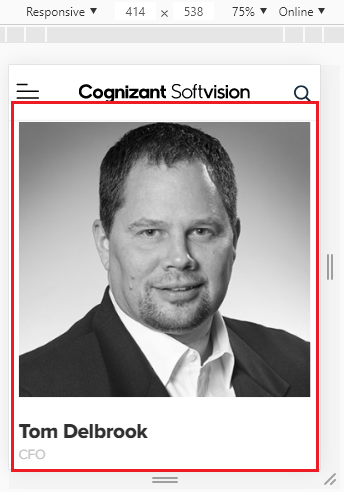 Responsive ▼ 414 × 538 75% ▼ Online ▼
Cognizant Softvision
Tom Delbrook
CFO